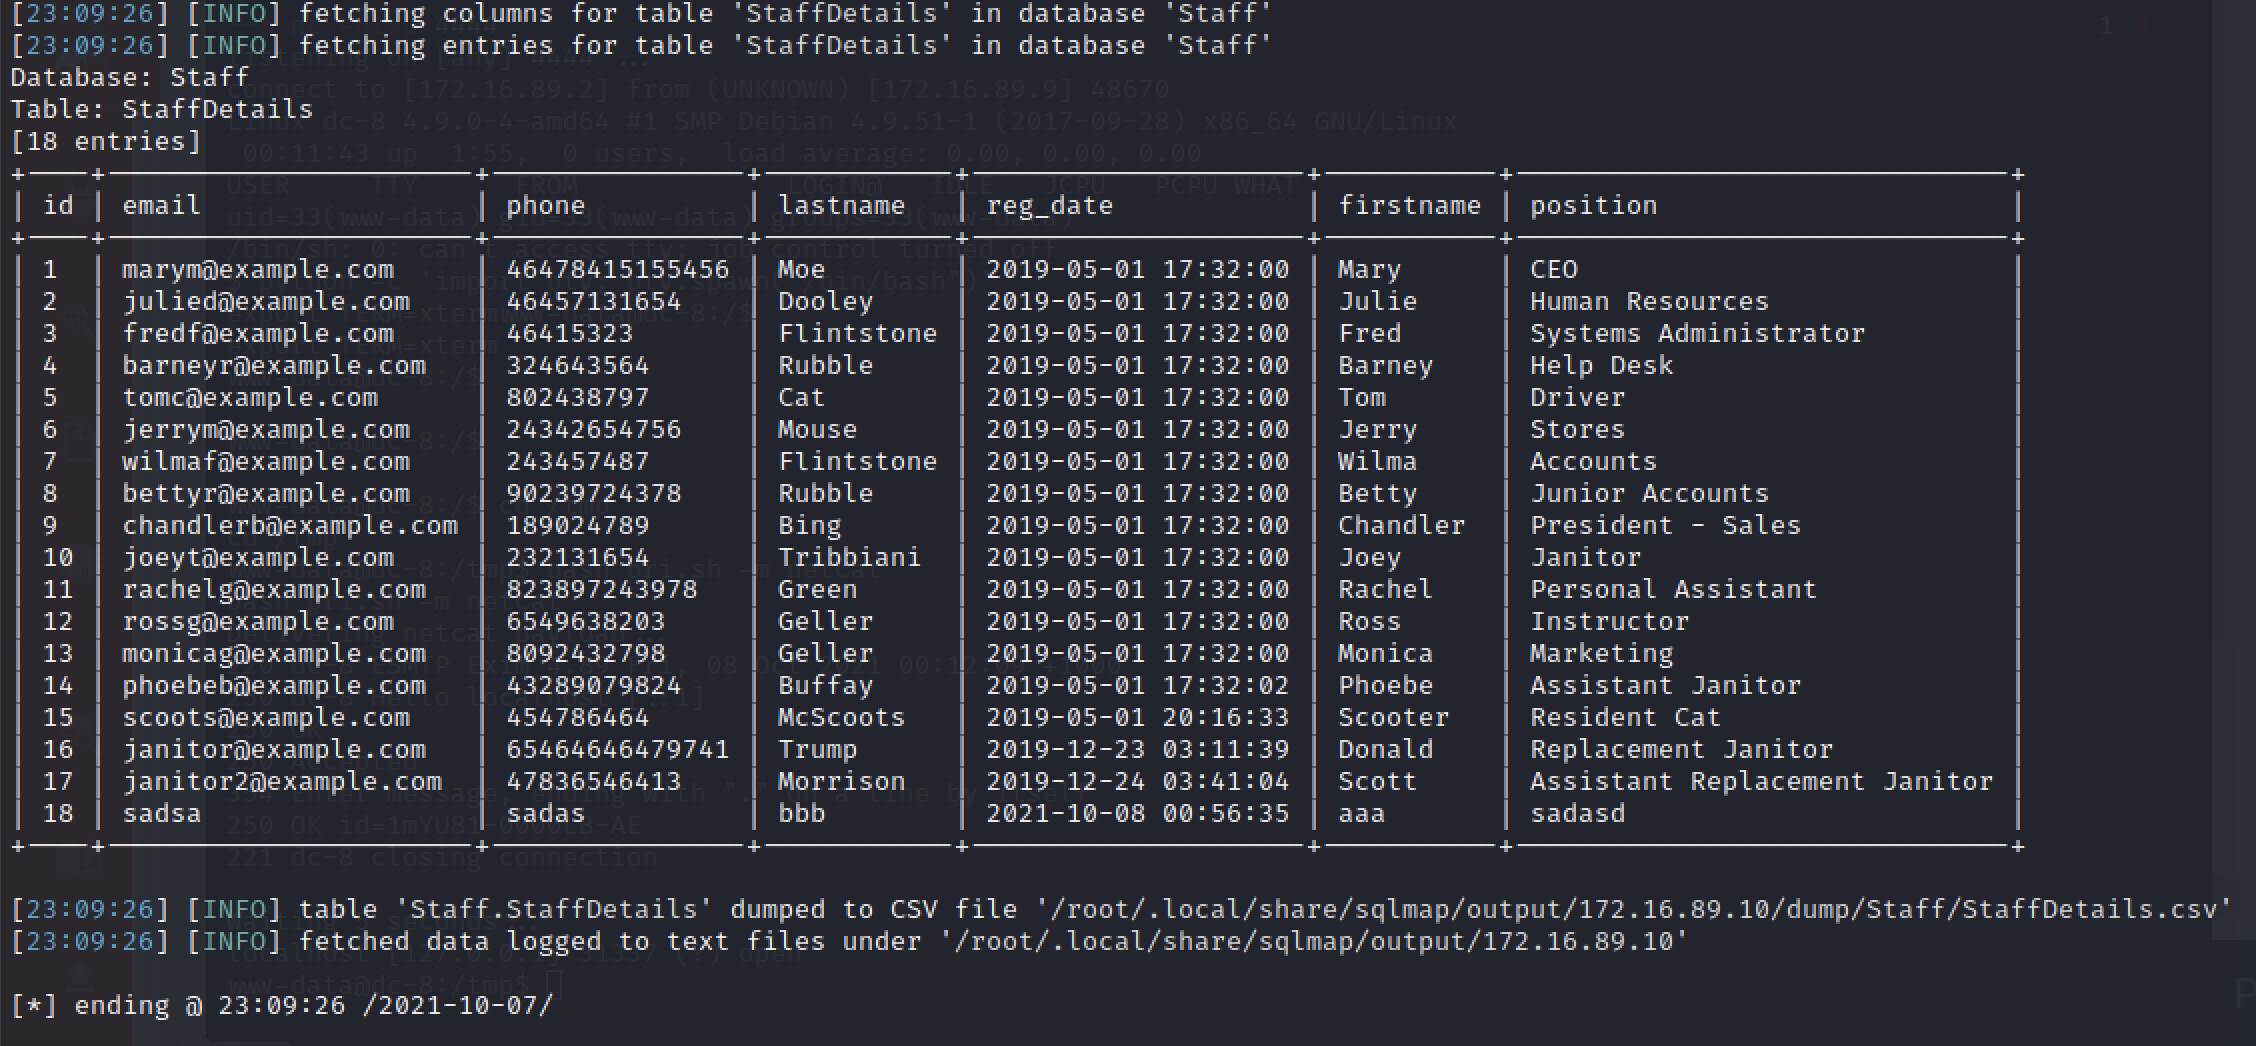 [23:09:26] [INFO] fetching columns for table 'StaffDetails' in database 'Staff'
[23:09:26] [INFO] fetching entries for table 'StaffDetails' in database 'Staff'
Database: Staff
Table: StaffDetails
[18 entries]
| id | email | phone | lastname | reg_date | firstname | position |
| 1 | marym@example.com | 46478415155456 | Moe | 2019-05-01 17:32:00 | Mary | CEO |
| 2 | julied@example.com | 46457131654 | Dooley | 2019-05-01 17:32:00 | Julie | Human Resources |
| 3 | fredf@example.com | 46415323 | Flintstone | 2019-05-01 17:32:00 | Fred | Systems Administrator |
| 4 | barneyr@example.com | 324643564 | Rubble | 2019-05-01 17:32:00 | Barney | Help Desk |
| 5 | tomc@example.com | 802438797 | Cat | 2019-05-01 17:32:00 | Tom | Driver |
| 6 | jerrym@example.com | 24342654756 | Mouse | 2019-05-01 17:32:00 | Jerry | Stores |
| 7 | wilmaf@example.com | 243457487 | Flintstone | 2019-05-01 17:32:00 | Wilma | Accounts |
| 8 | bettyr@example.com | 90239724378 | Rubble | 2019-05-01 17:32:00 | Betty | Junior Accounts |
| 9 | chandlerb@example.com | 189024789 | Bing | 2019-05-01 17:32:00 | Chandler | President - Sales |
| 10 | joeyt@example.com | 232131654 | Tribbiani | 2019-05-01 17:32:00 | Joey | Janitor |
| 11 | rachelg@example.com | 823897243978 | Green | 2019-05-01 17:32:00 | Rachel | Personal Assistant |
| 12 | rossg@example.com | 6549638203 | Geller | 2019-05-01 17:32:00 | Ross | Instructor |
| 13 | monicag@example.com | 8092432798 | Geller | 2019-05-01 17:32:00 | Monica | Marketing |
| 14 | phoebeb@example.com | 43289079824 | Buffay | 2019-05-01 17:32:02 | Phoebe | Assistant Janitor |
| 15 | scoots@example.com | 454786464 | McScoots | 2019-05-01 20:16:33 | Scooter | Resident Cat |
| 16 | janitor@example.com | 65464646479741 | Trump | 2019-12-23 03:11:39 | Donald | Replacement Janitor |
| 17 | janitor2@example.com | 47836546413 | Morrison | 2019-12-24 03:41:04 | Scott | Assistant Replacement Janitor |
| 18 | sadsa | sadas | bbb | 2021-10-08 00:56:35 | aaa | sadasd |
[23:09:26] [INFO] table 'Staff.StaffDetails' dumped to CSV file '/root/.local/share/sqlmap/output/172.16.89.10/dump/Staff/StaffDetails.csv'
[23:09:26] [INFO] fetched data logged to text files under '/root/.local/share/sqlmap/output/172.16.89.10'
[*] ending @ 23:09:26 /2021-10-07/